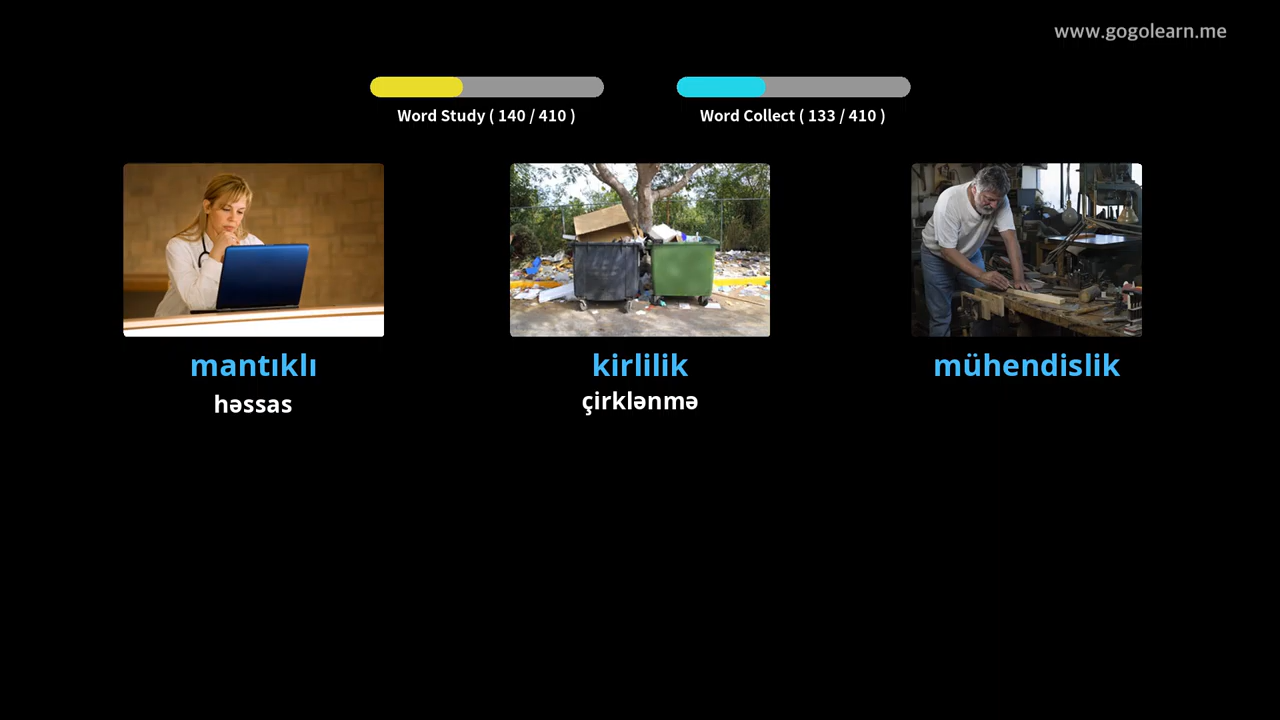 www.gogolearn.me
Word Study ( 140 / 410 )
Word Collect ( 133 / 410 )
mantıklı
həssas
kirlilik
çirklənmə
mühendislik